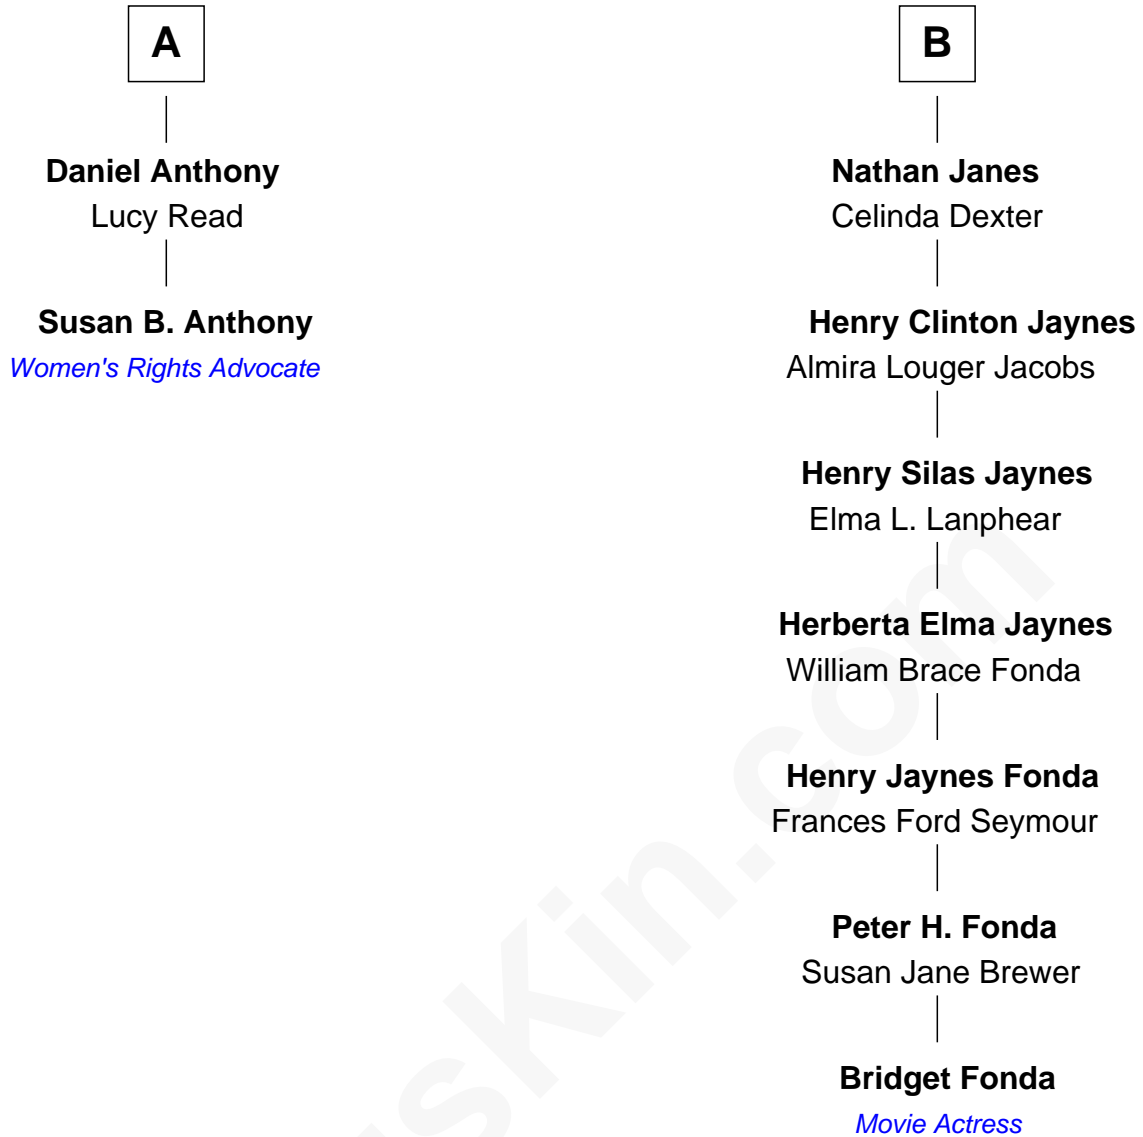 A
Daniel Anthony
Lucy Read
Susan B. Anthony
Women's Rights Advocate
B
Nathan Janes
Celinda Dexter
Henry Clinton Jaynes
Almira Louger Jacobs
Henry Silas Jaynes
Elma L. Lanphear
Herberta Elma Jaynes
William Brace Fonda
Henry Jaynes Fonda
Frances Ford Seymour
Peter H. Fonda
Susan Jane Brewer
Bridget Fonda
Movie Actress
sKin.com